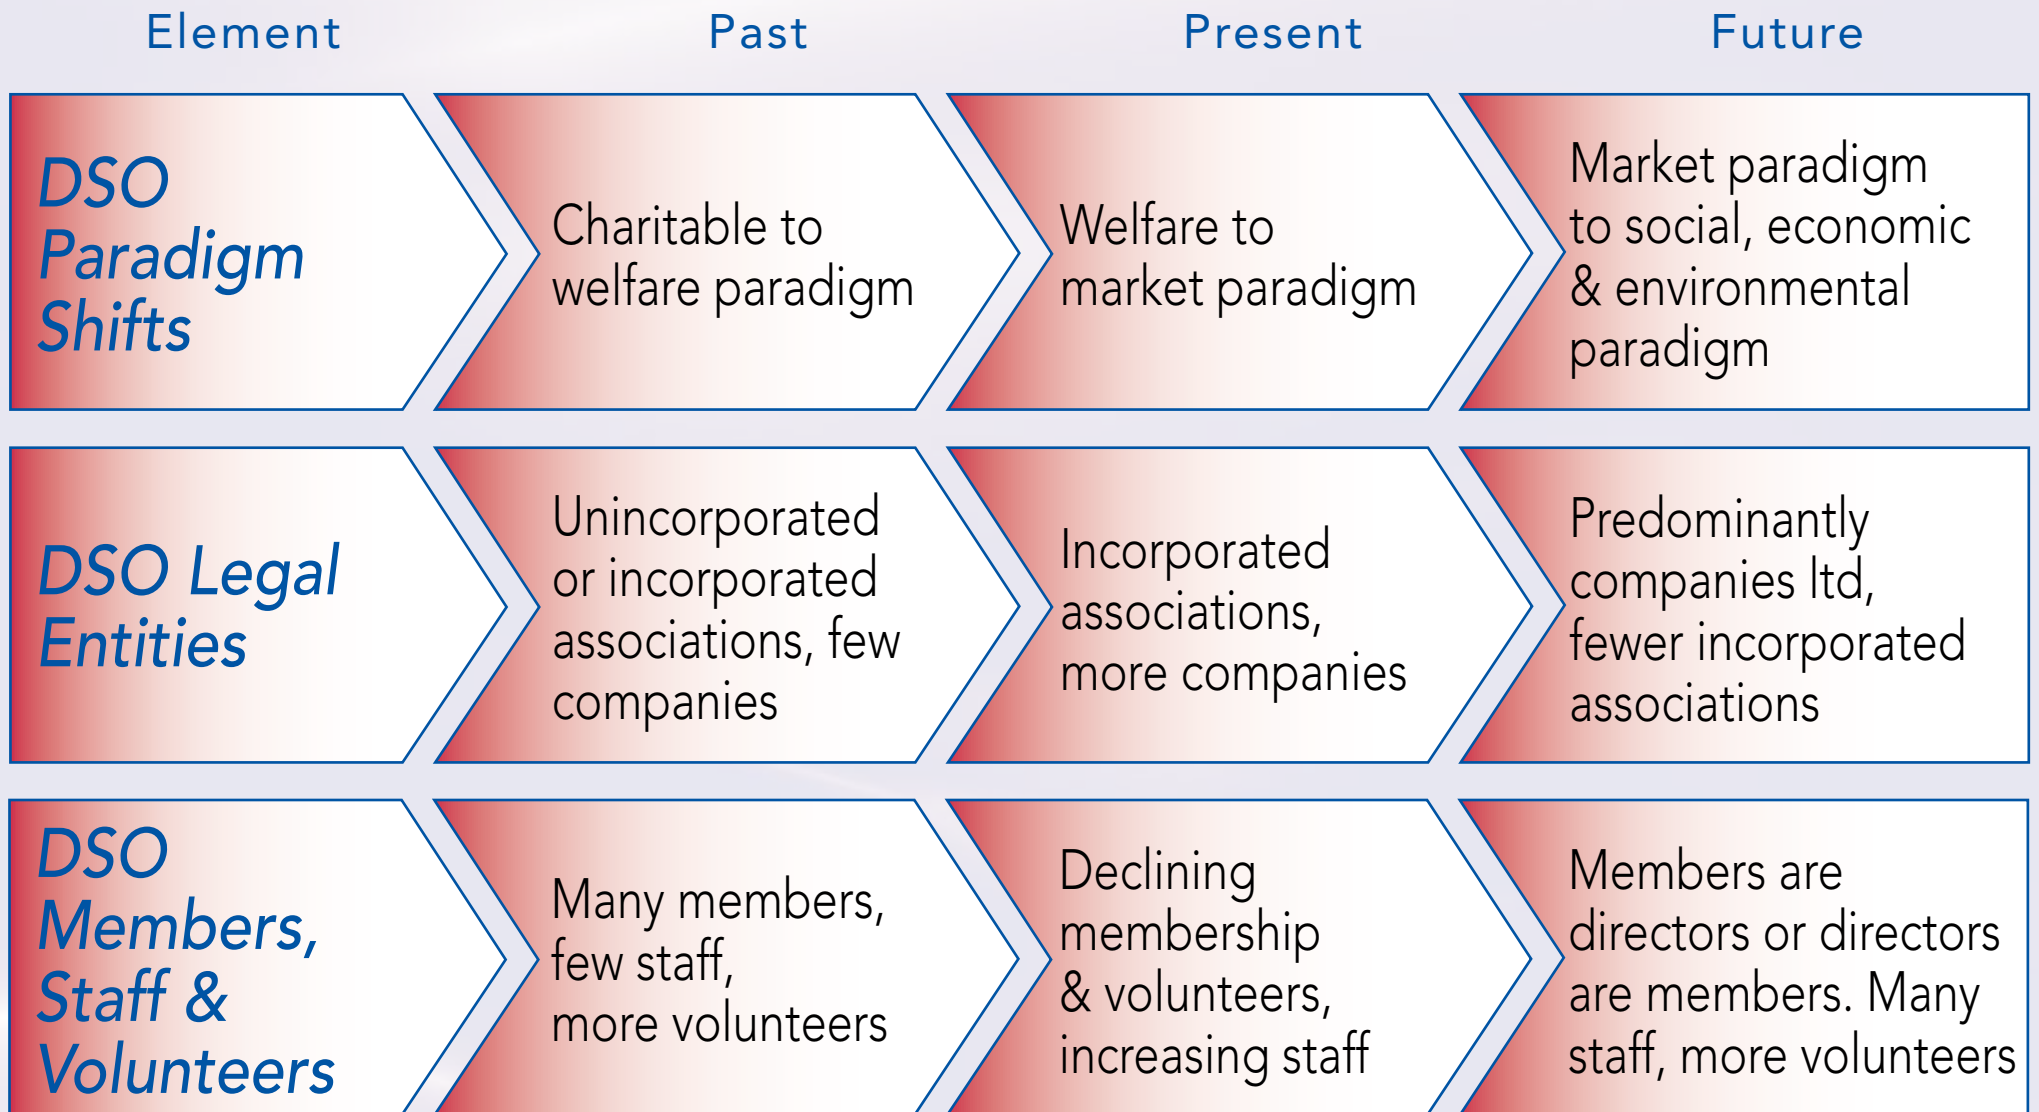 Element Past Present Future
DSO
Paradigm
Shifts
Charitable to
welfare paradigm
Welfare to
market paradigm
Market paradigm
to social, economic
& environmental
paradigm
DSO Legal
Entities
Unincorporated
or incorporated
associations, few
companies
Incorporated
associations,
more companies
Predominantly
companies ltd,
fewer incorporated
associations
DSO
Members,
Staff &
Volunteers
Many members,
few staff,
more volunteers
Declining
membership
& volunteers,
increasing staff
Members are
directors or directors
are members. Many
staff, more volunteers